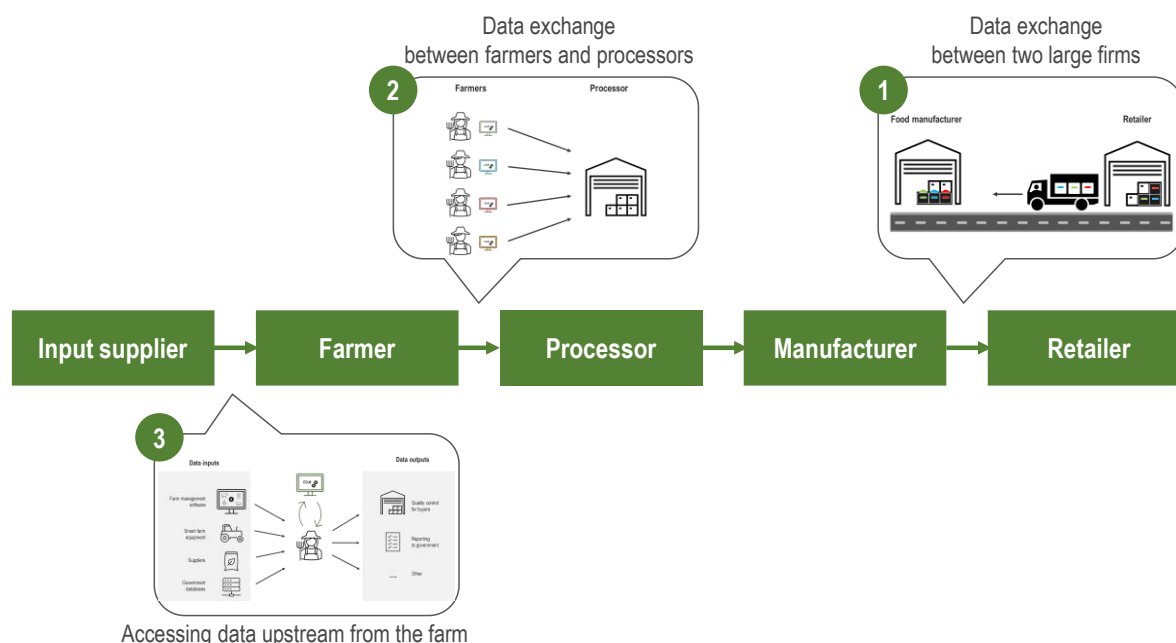 Data exchange
between farmers and processors
Data exchange
between two large firms
2
Farmers
Processor
1
Food manufacturer
Retailer
Input supplier
Farmer
Processor
Manufacturer
Retailer
3
Data inputs
Data outputs
Farm management
software
Smart farm
equipment
Suppliers
Government
databases
Quality control
for buyers
Reporting
to government
...
Other
Accessing data upstream from the farm